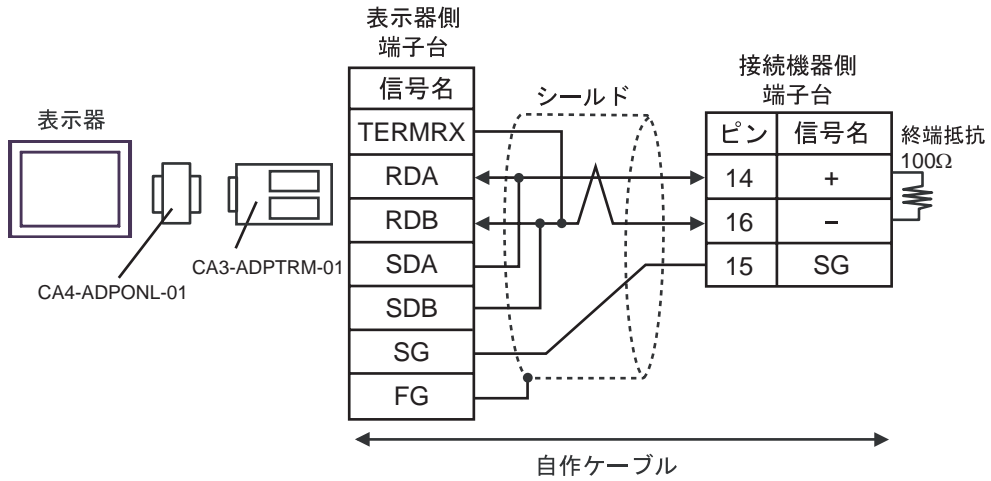 表示器
CA4-ADPONL-01
CA3-ADPTRM-01
表示器側
端子台
信号名
TERMRX
RDA
RDB
SDA
SDB
SG
FG
シールド
接続機器側
端子台
ピン 信号名
14 +
16 −
15 SG
終端抵抗
100Ω
自作ケーブル